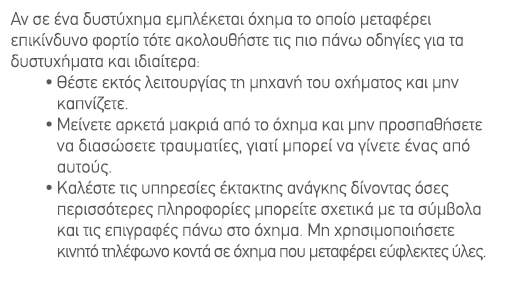 Αν σε ένα δυστύχημα εμπλέκεται όχημα το οποίο μεταφέρει
επικίνδυνο φορτίο τότε ακολουθήστε τις πιο πάνω οδηγίες για τα
δυστυχήματα και ιδιαίτερα:
• Θέστε εκτός λειτουργίας τη μηχανή του οχήματος και μην
καπνίζετε.
• Μείνετε αρκετά μακριά από το όχημα και μην προσπαθήσετε
να διασώσετε τραυματίες, γιατί μπορεί να γίνετε ένας από
αυτούς.
• Καλέστε τις υπηρεσίες έκτακτης ανάγκης δίνοντας όσες
περισσότερες πληροφορίες μπορείτε σχετικά με τα σύμβολα
και τις επιγραφές πάνω στο όχημα. Μη χρησιμοποιήσετε
κινητό τηλέφωνο κοντά σε όχημα που μεταφέρει εύφλεκτες ύλες.